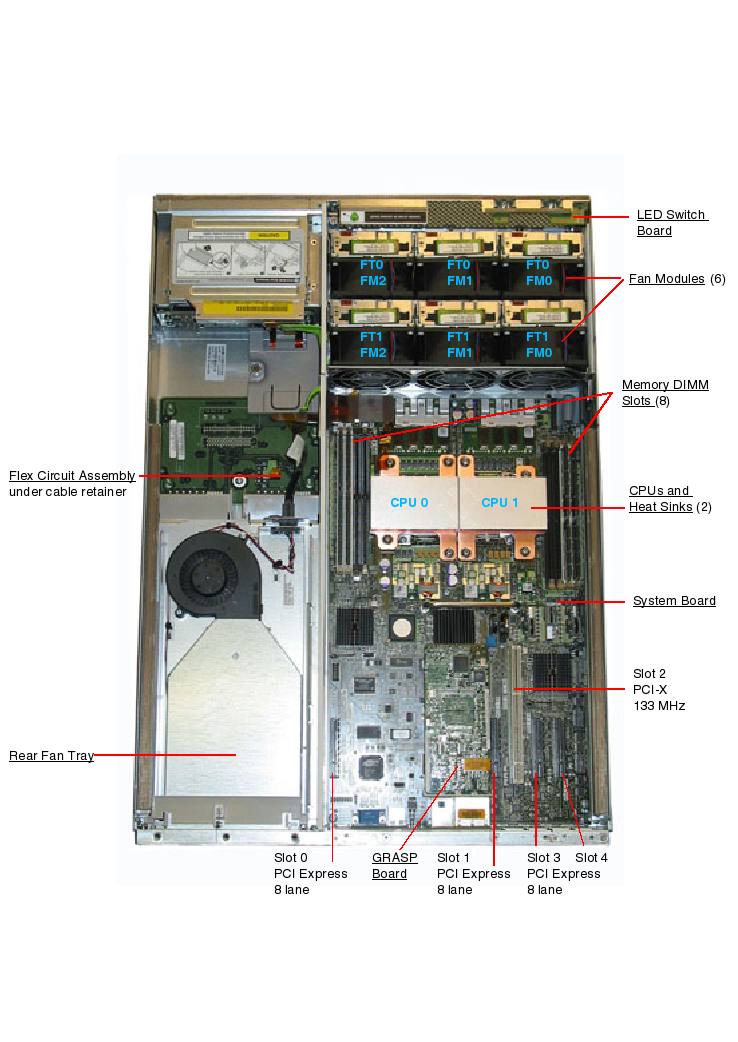 LED Switch
Board
FT0
FM2
FT0
FM1
FT0
FM0
Fan Modules (6)
FT1
FM2
FT1
FM1
FT1
FM0
Memory DIMM
Slots (8)
Flex Circuit Assembly
under cable retainer
CPU 0
CPU 1
CPUs and
Heat Sinks (2)
System Board
Slot 2
PCI-X
133 MHz
Rear Fan Tray
Slot 0
PCI Express
8 lane
GRASP
Board
Slot 1
PCI Express
8 lane
Slot 3
Slot 4
PCI Express
8 lane